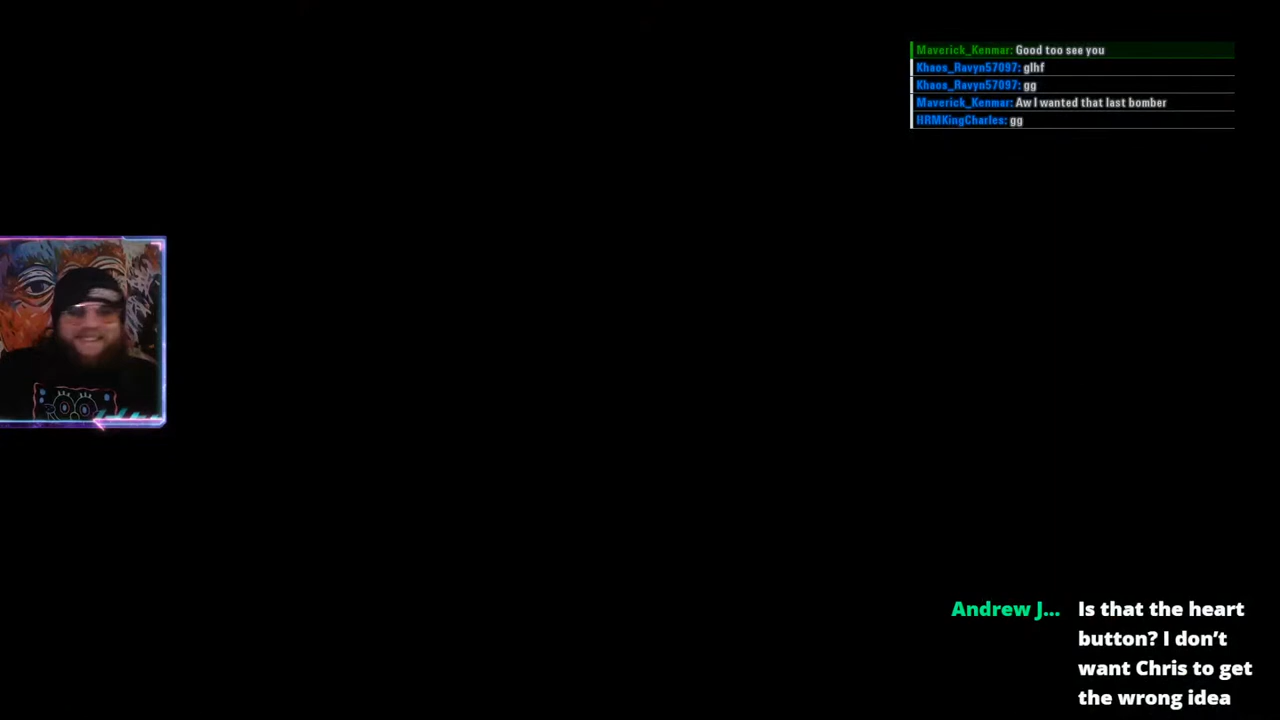 Maverick_Kenmar: Good too see you
Khaos_Ravyn57097: glhf
Khaos_Ravyn57097: gg
Maverick_Kenmar: Aw I wanted that last bomber
HRMKingCharles: gg
Andrew J... Is that the heart
button? I don’t
want Chris to get
the wrong idea